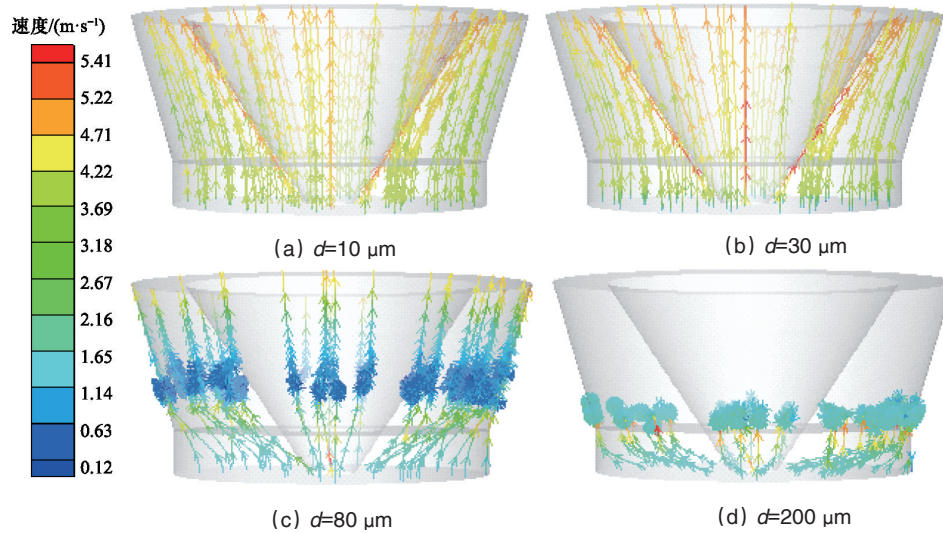 速度/(m·s⁻¹)
5.41
5.22
4.71
4.22
3.69
3.18
2.67
2.16
1.65
1.14
0.63
0.12
(a) d=10 μm
(b) d=30 μm
(c) d=80 μm
(d) d=200 μm